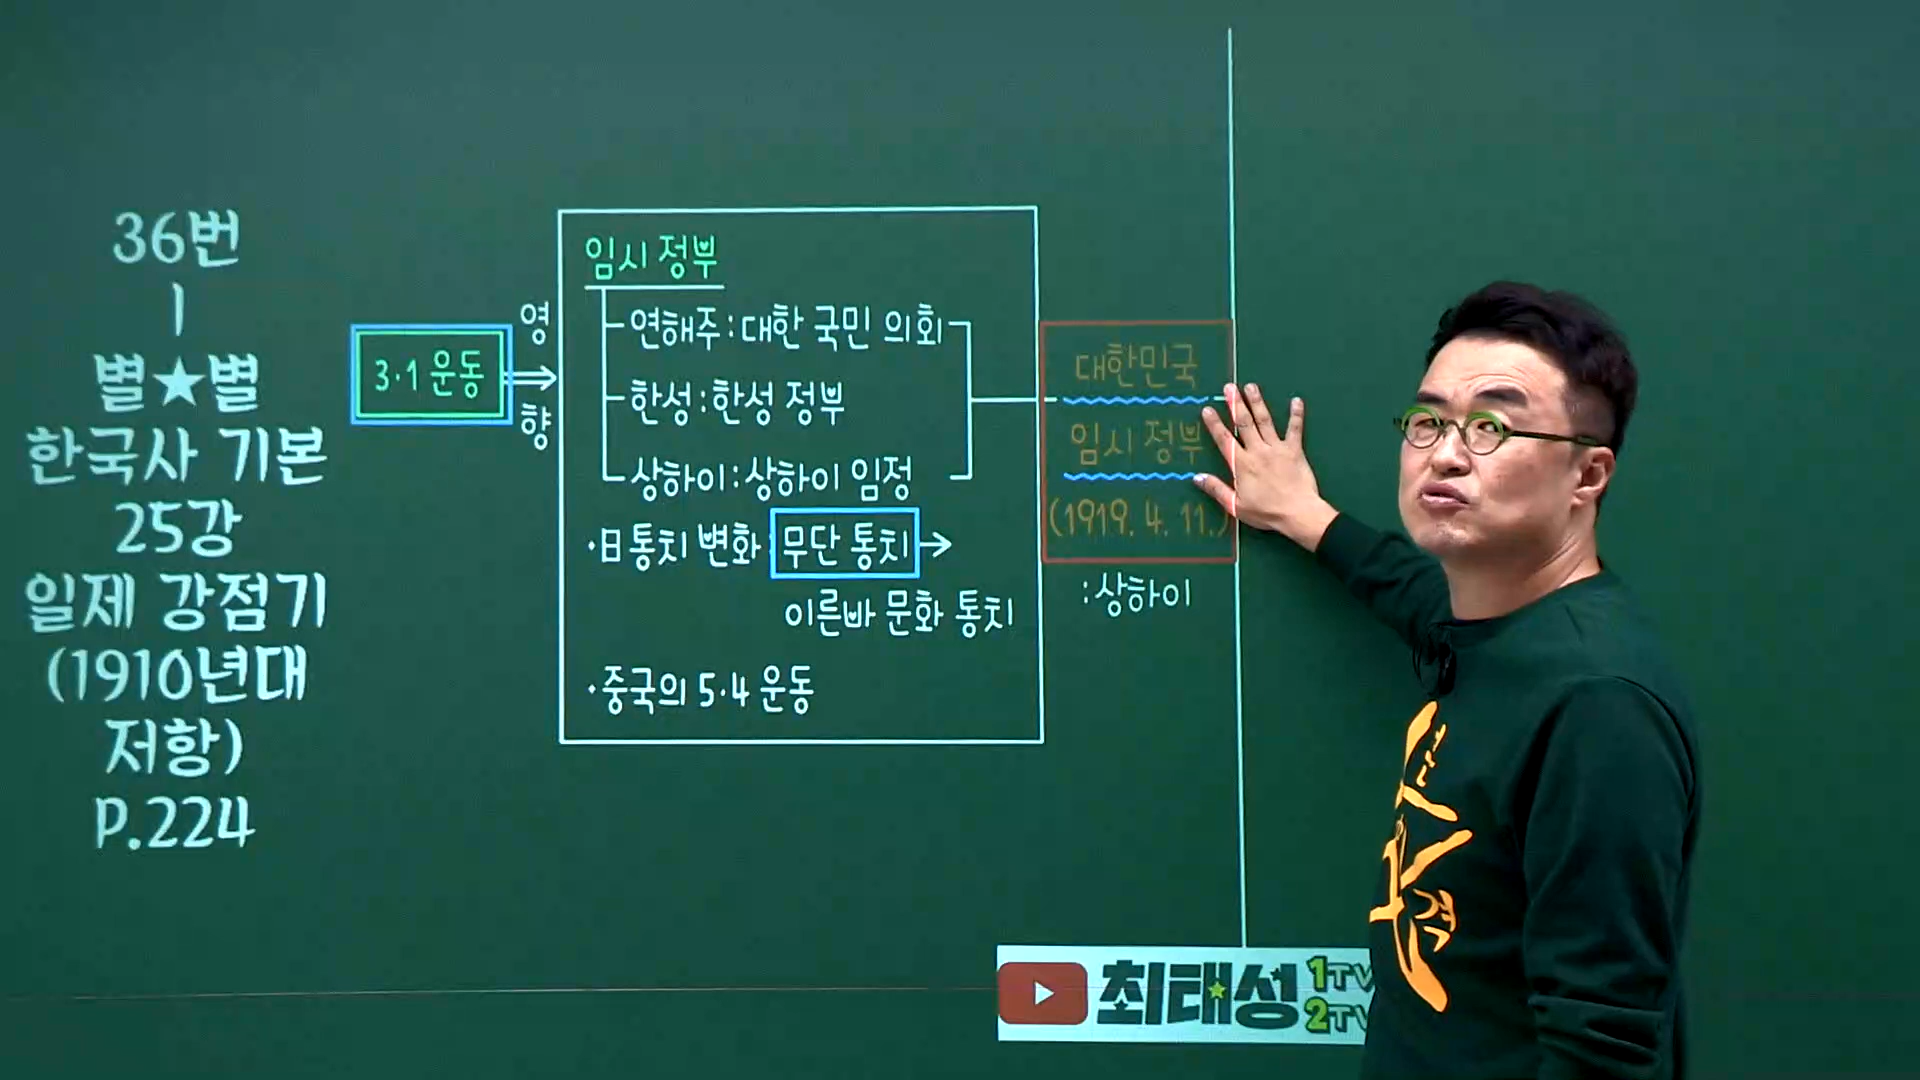 36번
|
별★별
한국사 기본
25강
일제 강점기
(1910년대
저항)
P.224
3·1 운동
영
향
임시 정부
연해주:대한 국민 의회
한성:한성 정부
상하이:상하이 임정
·日통치 변화 무단 통치→
이른바 문화 통치
·중국의 5·4 운동
대한민국
임시 정부
(1919. 4. 11.)
:상하이
최태성 1TV
2TV